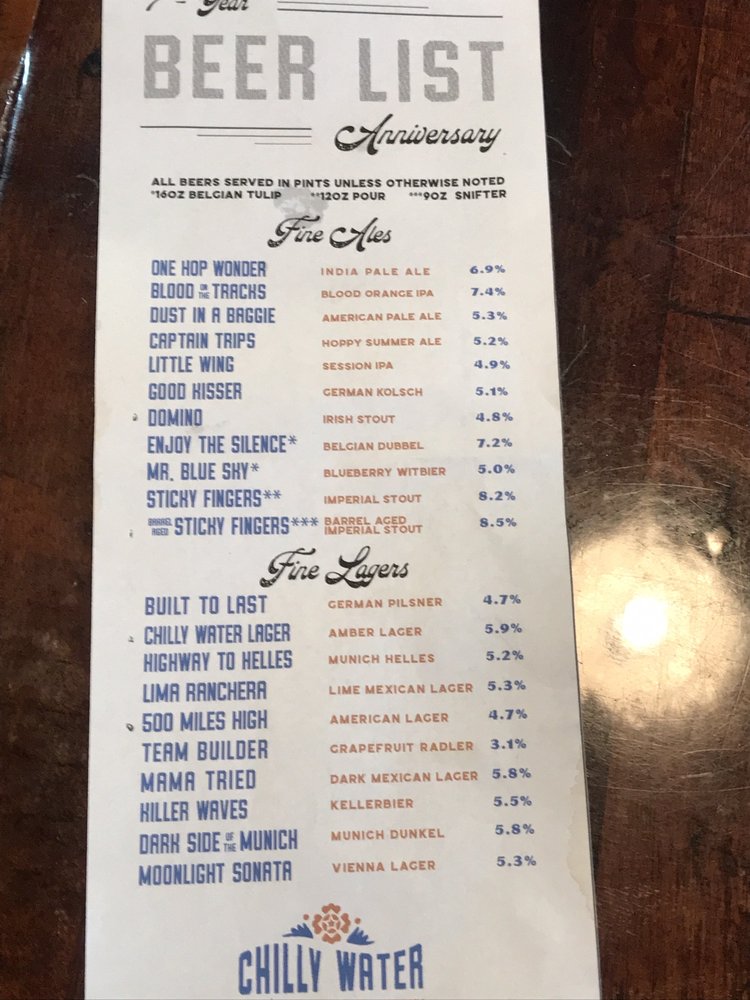 Year
BEER LIST
Anniversary
ALL BEERS SERVED IN PINTS UNLESS OTHERWISE NOTED
*16OZ BELGIAN TULIP **12OZ POUR ***9OZ SNIFTER
Fine Ales
ONE HOP WONDER INDIA PALE ALE 6.9%
BLOOD ON THE TRACKS BLOOD ORANGE IPA 7.4%
DUST IN A BAGGIE AMERICAN PALE ALE 5.3%
CAPTAIN TRIPS HOPPY SUMMER ALE 5.2%
LITTLE WING SESSION IPA 4.9%
GOOD KISSER GERMAN KOLSCH 5.1%
DOMINO IRISH STOUT 4.8%
ENJOY THE SILENCE* BELGIAN DUBBEL 7.2%
MR. BLUE SKY* BLUEBERRY WITBIER 5.0%
STICKY FINGERS** IMPERIAL STOUT 8.2%
BARREL AGED STICKY FINGERS*** BARREL AGED IMPERIAL STOUT 8.5%
Fine Lagers
BUILT TO LAST GERMAN PILSNER 4.7%
CHILLY WATER LAGER AMBER LAGER 5.9%
HIGHWAY TO HELLES MUNICH HELLES 5.2%
LIMA RANCHERA LIME MEXICAN LAGER 5.3%
500 MILES HIGH AMERICAN LAGER 4.7%
TEAM BUILDER GRAPEFRUIT RADLER 3.1%
MAMA TRIED DARK MEXICAN LAGER 5.8%
KILLER WAVES KELLERBIER 5.5%
DARK SIDE OF THE MUNICH MUNICH DUNKEL 5.8%
MOONLIGHT SONATA VIENNA LAGER 5.3%
CHILLY WATER